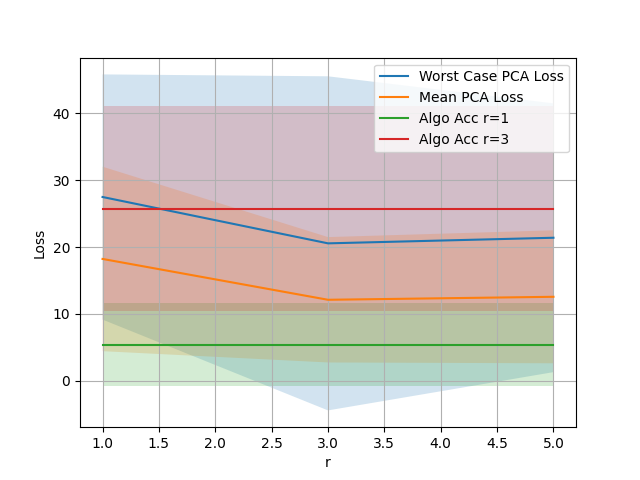 Worst Case PCA Loss
Mean PCA Loss
Algo Acc r=1
Algo Acc r=3
Loss
40
30
20
10
0
1.0 1.5 2.0 2.5 3.0 3.5 4.0 4.5 5.0
r